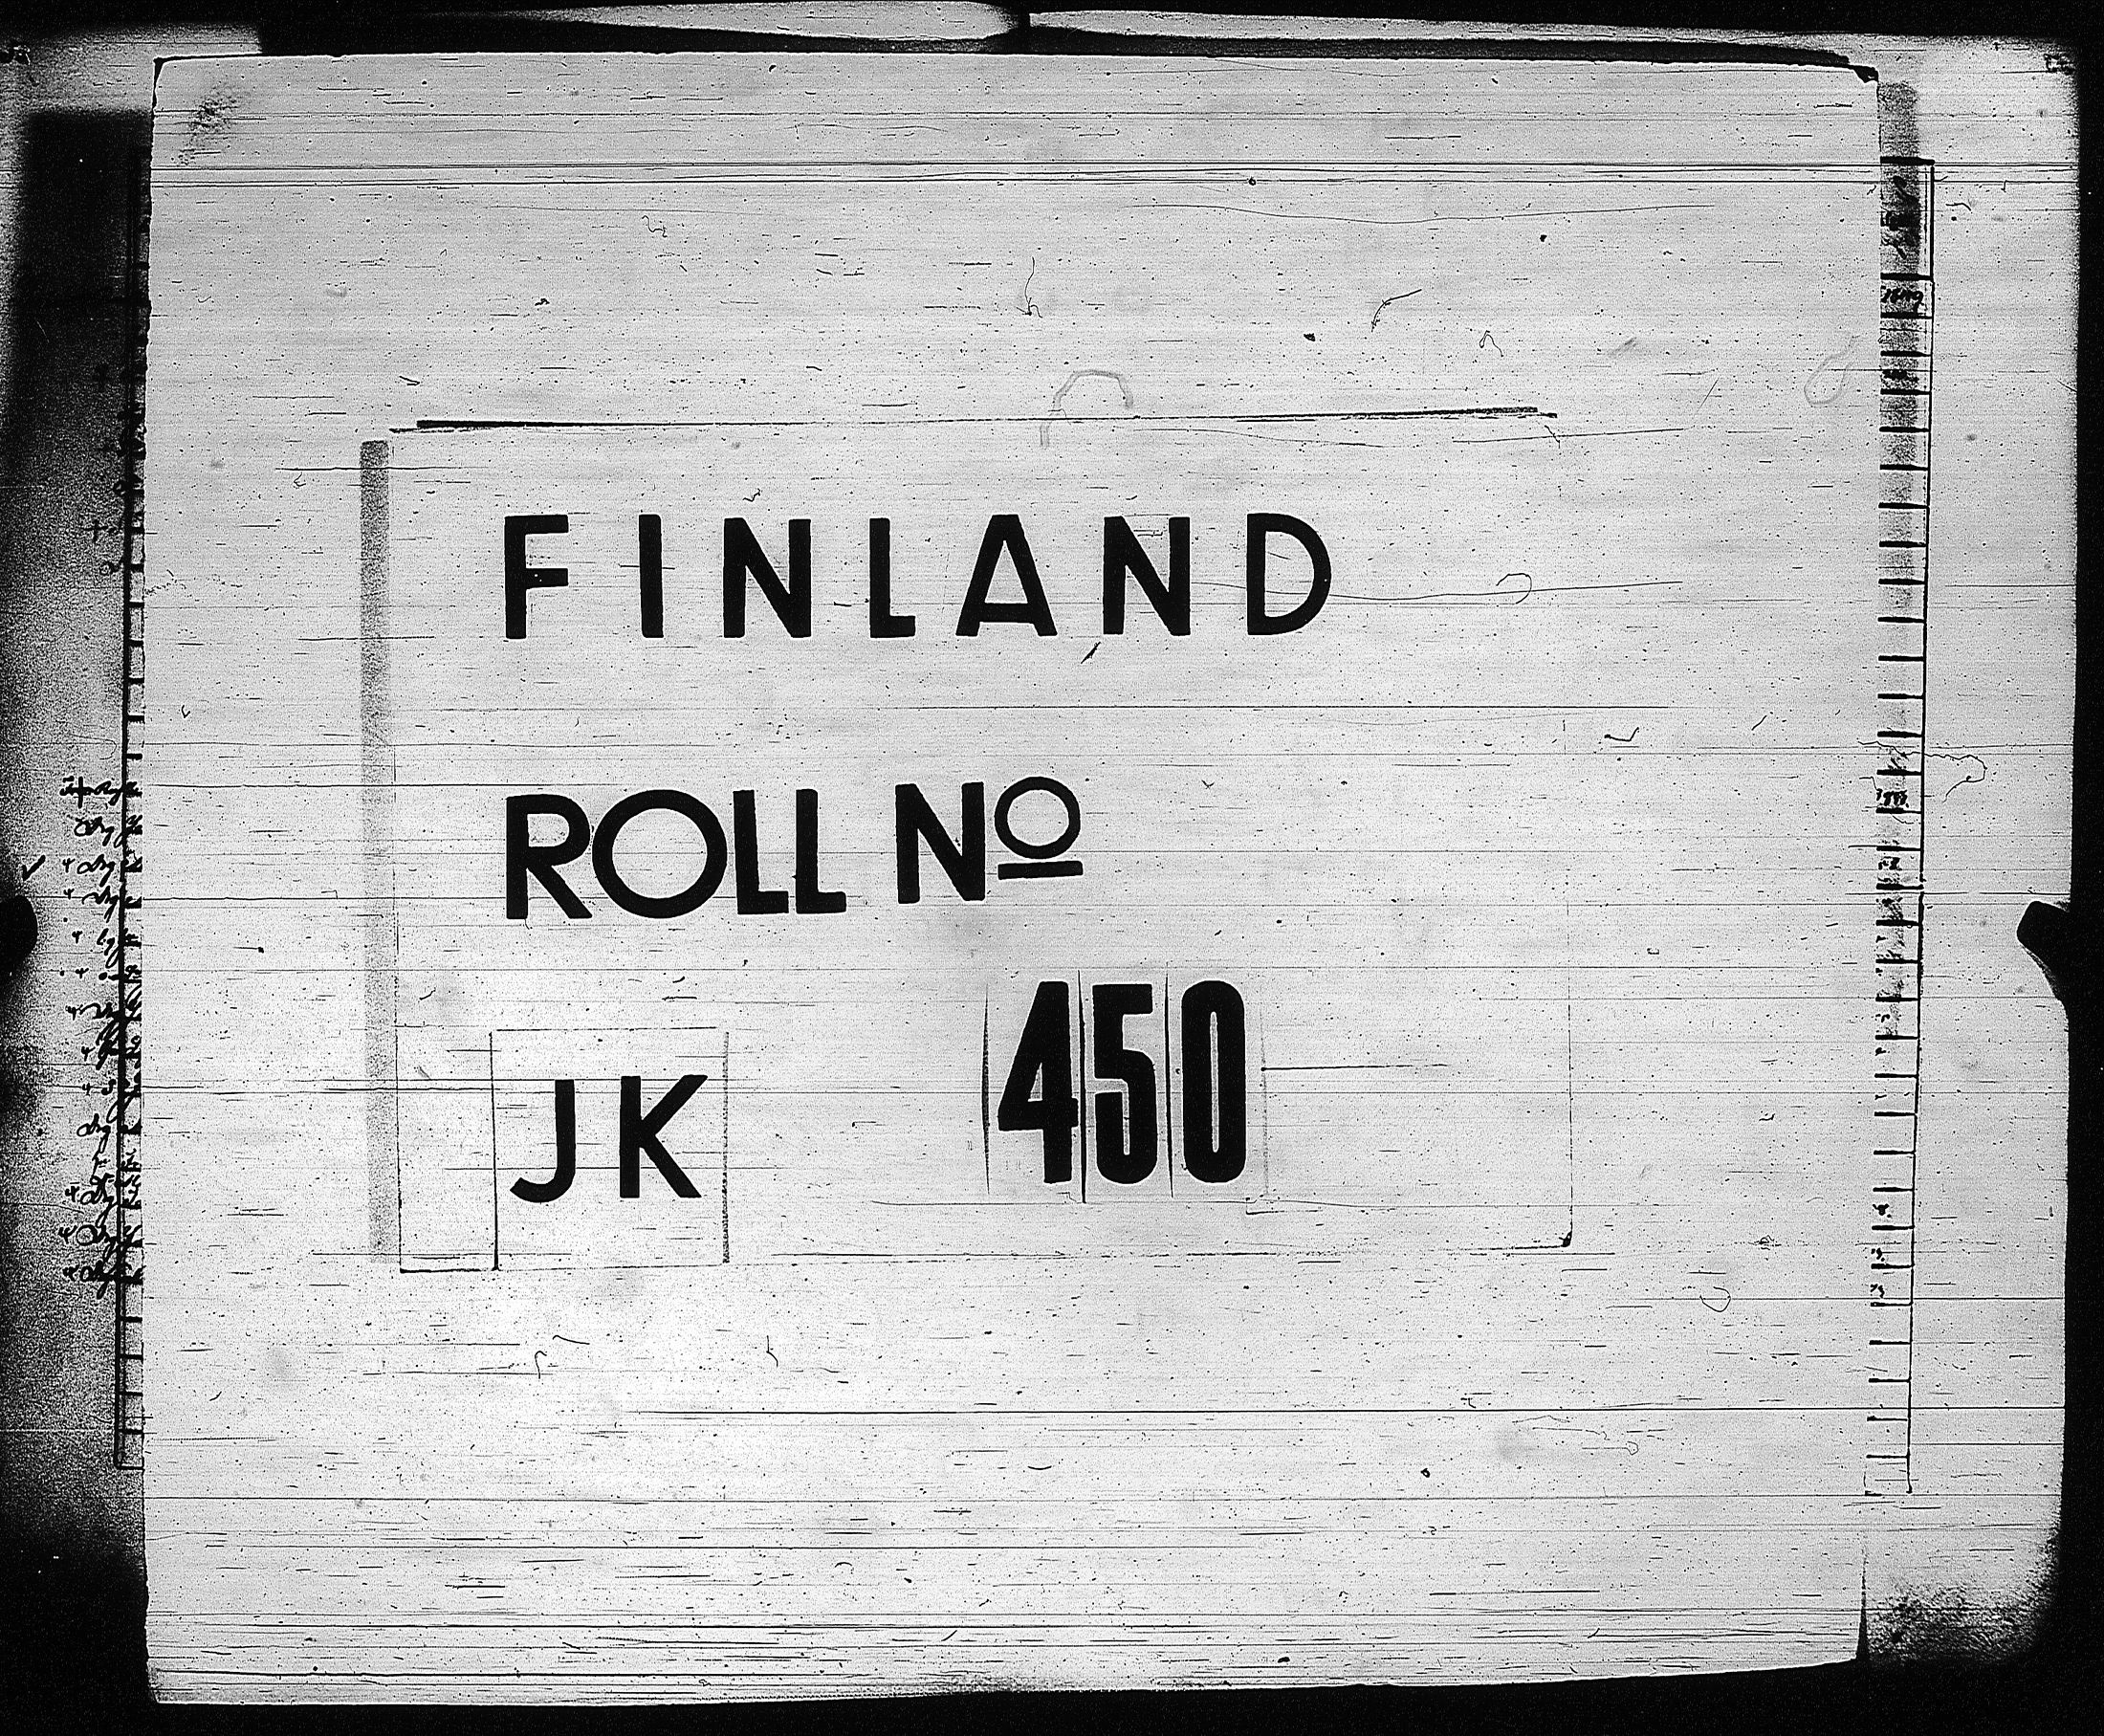 FINLAND
ROLL Nº
JK 450